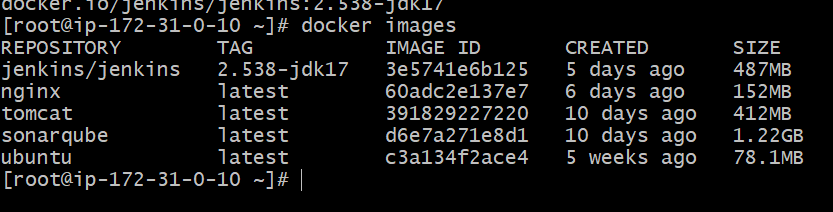 docker.io/jenkins/jenkins:2.538-jdk17
[root@ip-172-31-0-10 ~]# docker images
REPOSITORY TAG IMAGE ID CREATED SIZE
jenkins/jenkins 2.538-jdk17 3e5741e6b125 5 days ago 487MB
nginx latest 60adc2e137e7 6 days ago 152MB
tomcat latest 391829227220 10 days ago 412MB
sonarqube latest d6e7a271e8d1 10 days ago 1.22GB
ubuntu latest c3a134f2ace4 5 weeks ago 78.1MB
[root@ip-172-31-0-10 ~]#